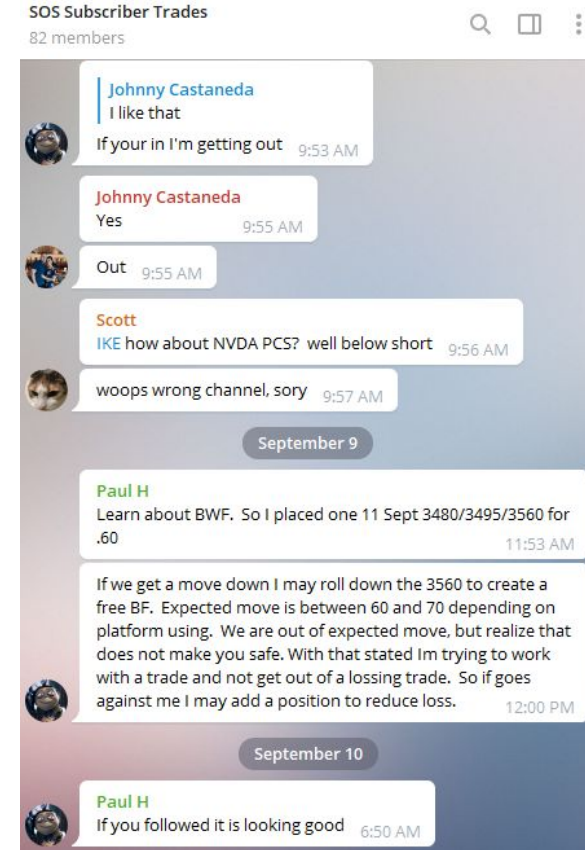 SOS Subscriber Trades
82 members
Johnny Castaneda
I like that
If your in I'm getting out 9:53 AM
Johnny Castaneda
Yes 9:55 AM
Out 9:55 AM
Scott
IKE how about NVDA PCS? well below short 9:56 AM
woops wrong channel, sory 9:57 AM
September 9
Paul H
Learn about BWF. So I placed one 11 Sept 3480/3495/3560 for
.60 11:53 AM
If we get a move down I may roll down the 3560 to create a
free BF. Expected move is between 60 and 70 depending on
platform using. We are out of expected move, but realize that
does not make you safe. With that stated Im trying to work
with a trade and not get out of a lossing trade. So if goes
against me I may add a position to reduce loss. 12:00 PM
September 10
Paul H
If you followed it is looking good 6:50 AM